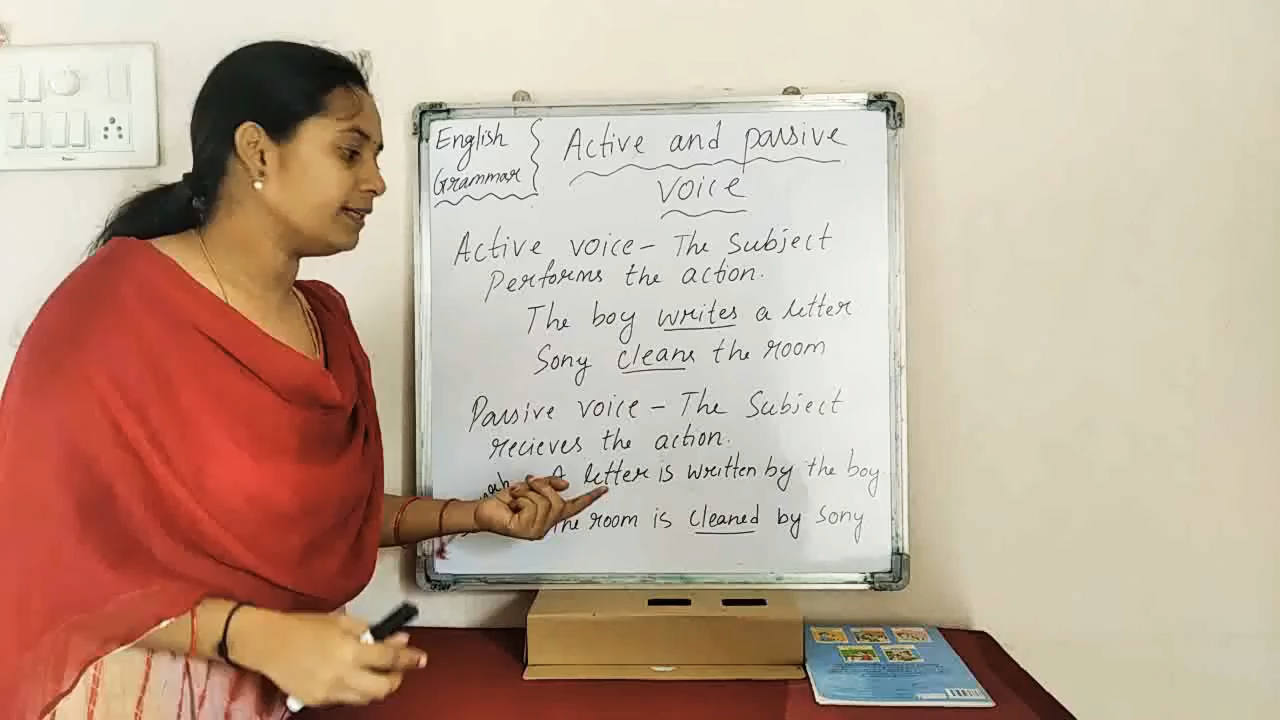 English
Grammar
Active and passive
voice
Active voice - The Subject
Performs the action.
The boy writes a letter
Sony cleans the room
Passive voice - The Subject
recieves the action.
A letter is written by the boy
the room is cleaned by Sony